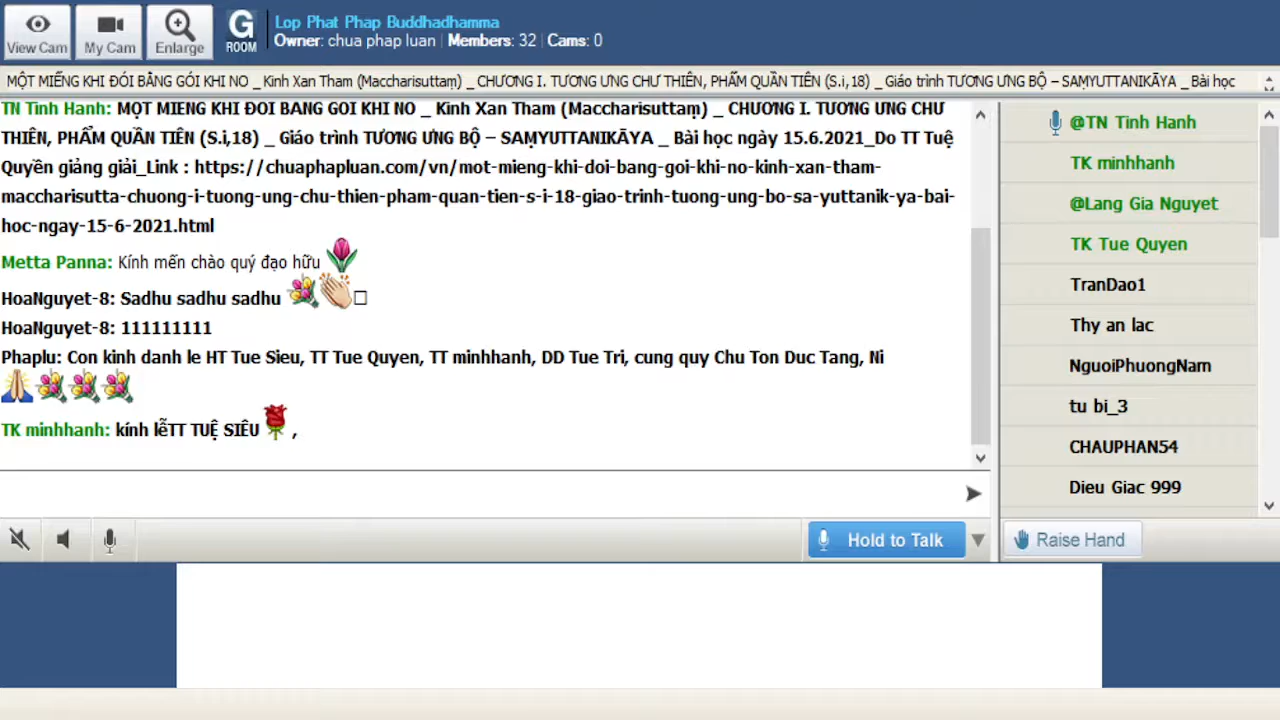 View Cam
My Cam
Enlarge
G
ROOM
Lop Phat Phap Buddhadhamma
Owner: chua phap luan | Members: 32 | Cams: 0
MỘT MIẾNG KHI ĐÓI BẰNG GÓI KHI NO _ Kinh Xan Tham (Maccharisuttaṃ) _ CHƯƠNG I. TƯƠNG ƯNG CHƯ THIÊN, PHẨM QUẦN TIÊN (S.i,18) _ Giáo trình TƯƠNG ƯNG BỘ – SAṂYUTTANIKĀYA _ Bài học
TN Tinh Hanh: MỘT MIẾNG KHI ĐÓI BẰNG GÓI KHI NO _ Kinh Xan Tham (Maccharisuttaṃ) _ CHƯƠNG I. TƯƠNG ƯNG CHƯ
THIÊN, PHẨM QUẦN TIÊN (S.i,18) _ Giáo trình TƯƠNG ƯNG BỘ – SAṂYUTTANIKĀYA _ Bài học ngày 15.6.2021_Do TT Tuệ
Quyền giảng giải_Link : https://chuaphapluan.com/vn/mot-mieng-khi-doi-bang-goi-khi-no-kinh-xan-tham-
maccharisutta-chuong-i-tuong-ung-chu-thien-pham-quan-tien-s-i-18-giao-trinh-tuong-ung-bo-sa-yuttanik-ya-bai-
hoc-ngay-15-6-2021.html
Metta Panna: Kính mến chào quý đạo hữu
HoaNguyet-8: Sadhu sadhu sadhu
HoaNguyet-8: 111111111
Phaplu: Con kinh danh le HT Tue Sieu, TT Tue Quyen, TT minhhanh, DD Tue Tri, cung quy Chu Ton Duc Tang, Ni
TK minhhanh: kính lễTT TUỆ SIÊU ,
@TN Tinh Hanh
TK minhhanh
@Lang Gia Nguyet
TK Tue Quyen
TranDao1
Thy an lac
NguoiPhuongNam
tu bi_3
CHAUPHAN54
Dieu Giac 999
Hold to Talk
Raise Hand